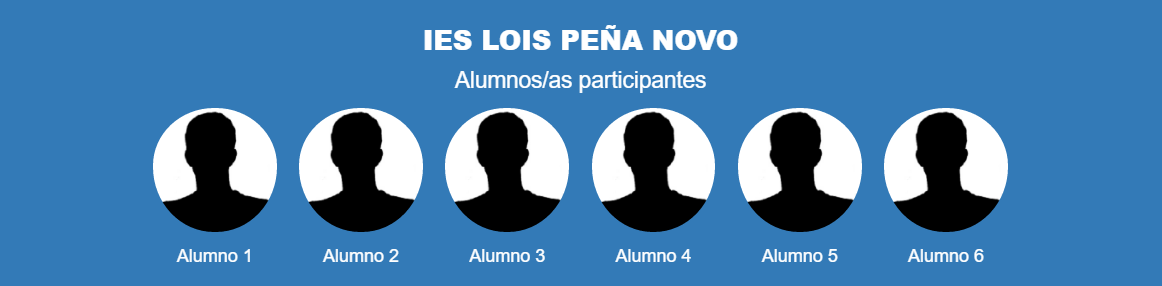 IES LOIS PEÑA NOVO
Alumnos/as participantes
Alumno 1 Alumno 2 Alumno 3 Alumno 4 Alumno 5 Alumno 6